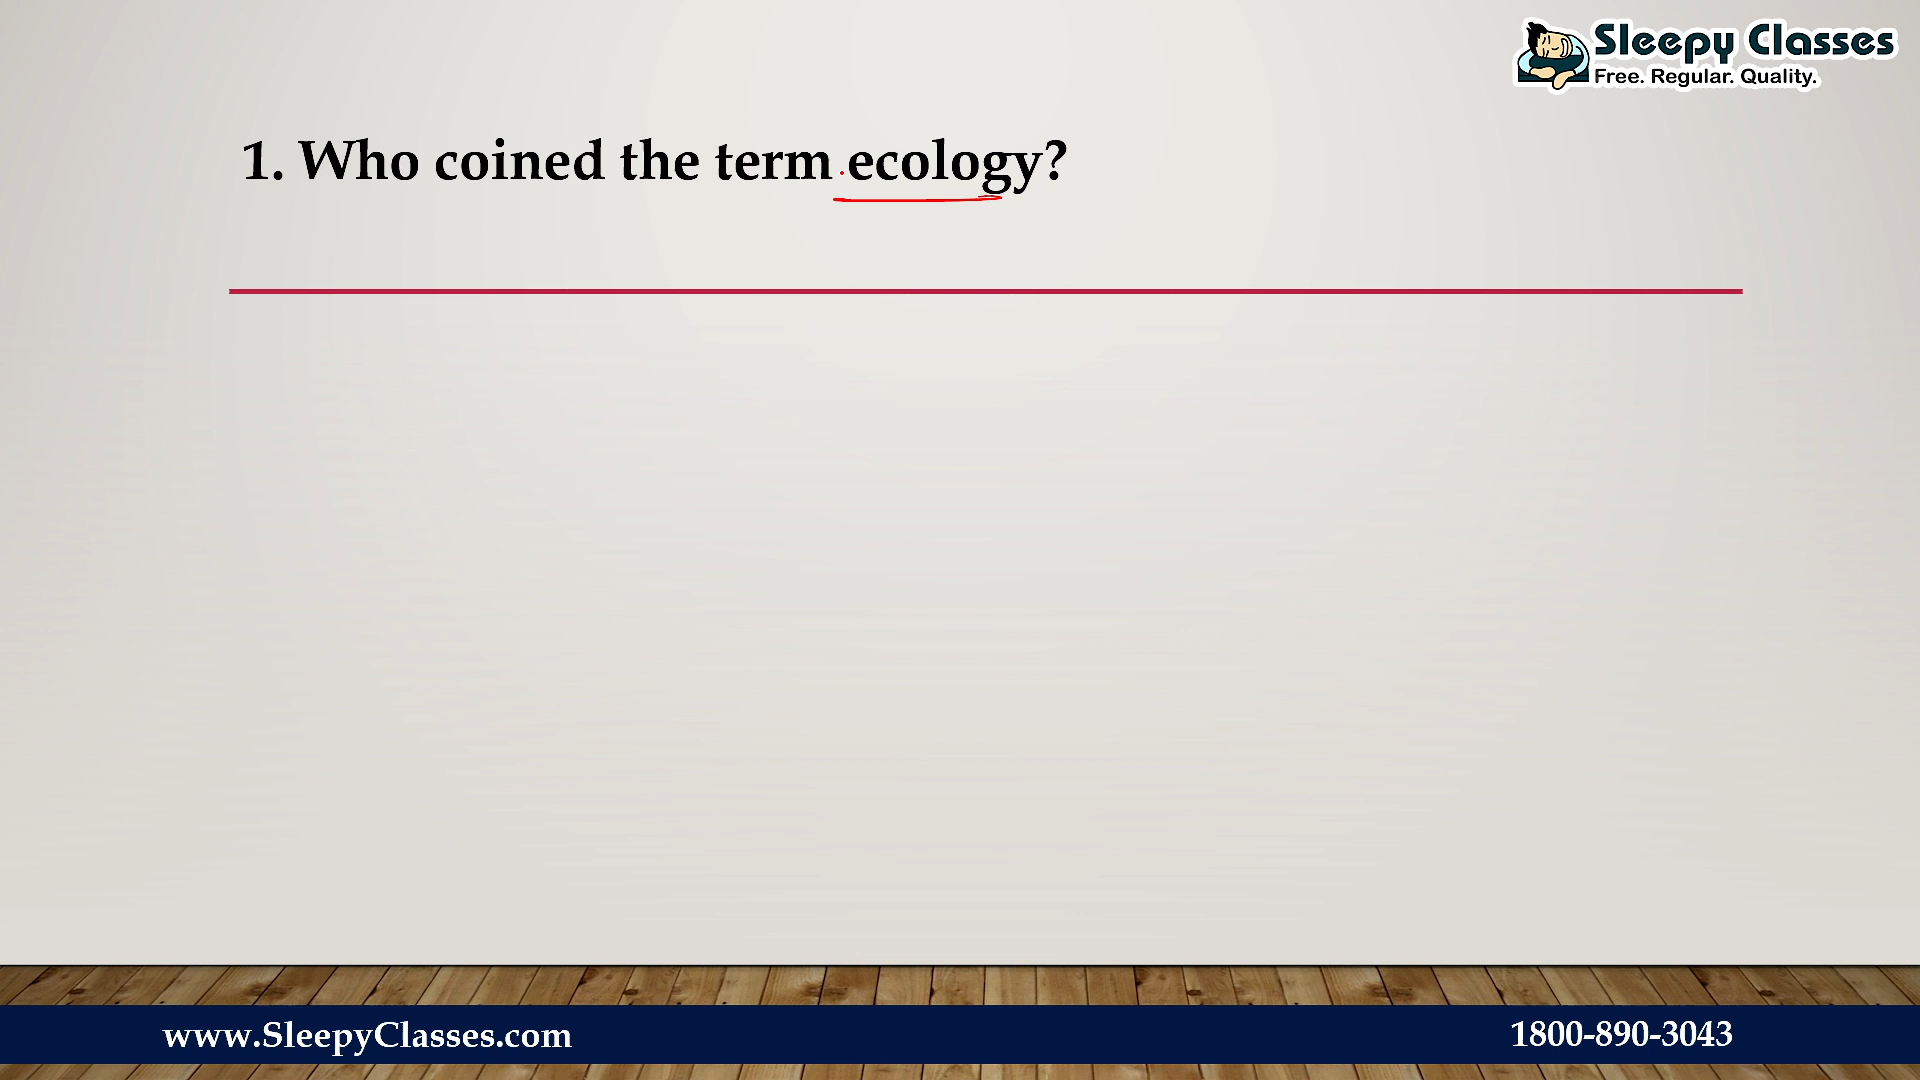 Sleepy Classes
Free. Regular. Quality.
1. Who coined the term ecology?
www.SleepyClasses.com
1800-890-3043